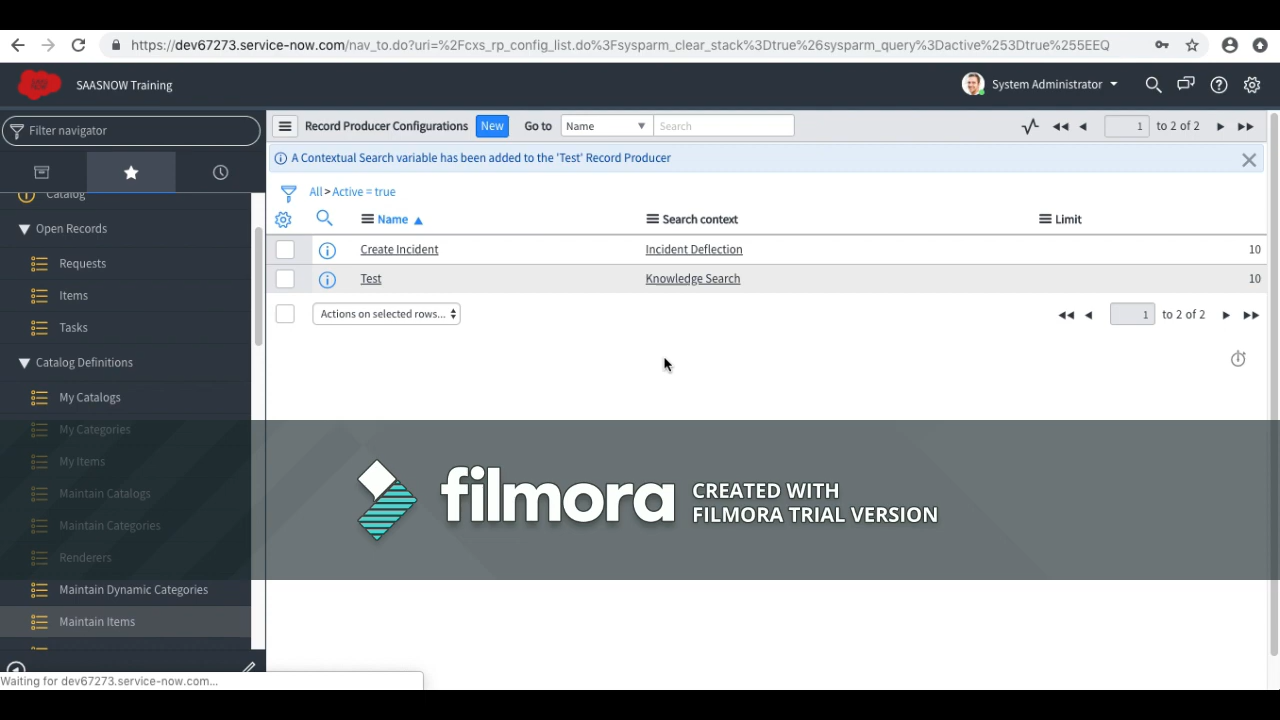 https://dev67273.service-now.com/nav_to.do?uri=%2Fcxs_rp_config_list.do%3Fsysparm_clear_stack%3Dtrue%26sysparm_query%3Dactive%253Dtrue%255EEQ
SAASNOW Training
System Administrator
Filter navigator
Record Producer Configurations New Go to Name Search 1 to 2 of 2
A Contextual Search variable has been added to the 'Test' Record Producer
All > Active = true
Name Search context Limit
Create Incident Incident Deflection 10
Test Knowledge Search 10
Actions on selected rows... 1 to 2 of 2
Catalog
Open Records
Requests
Items
Tasks
Catalog Definitions
My Catalogs
My Categories
My Items
Maintain Catalogs
Maintain Categories
Renderers
Maintain Dynamic Categories
Maintain Items
filmora
CREATED WITH
FILMORA TRIAL VERSION
Waiting for dev67273.service-now.com...